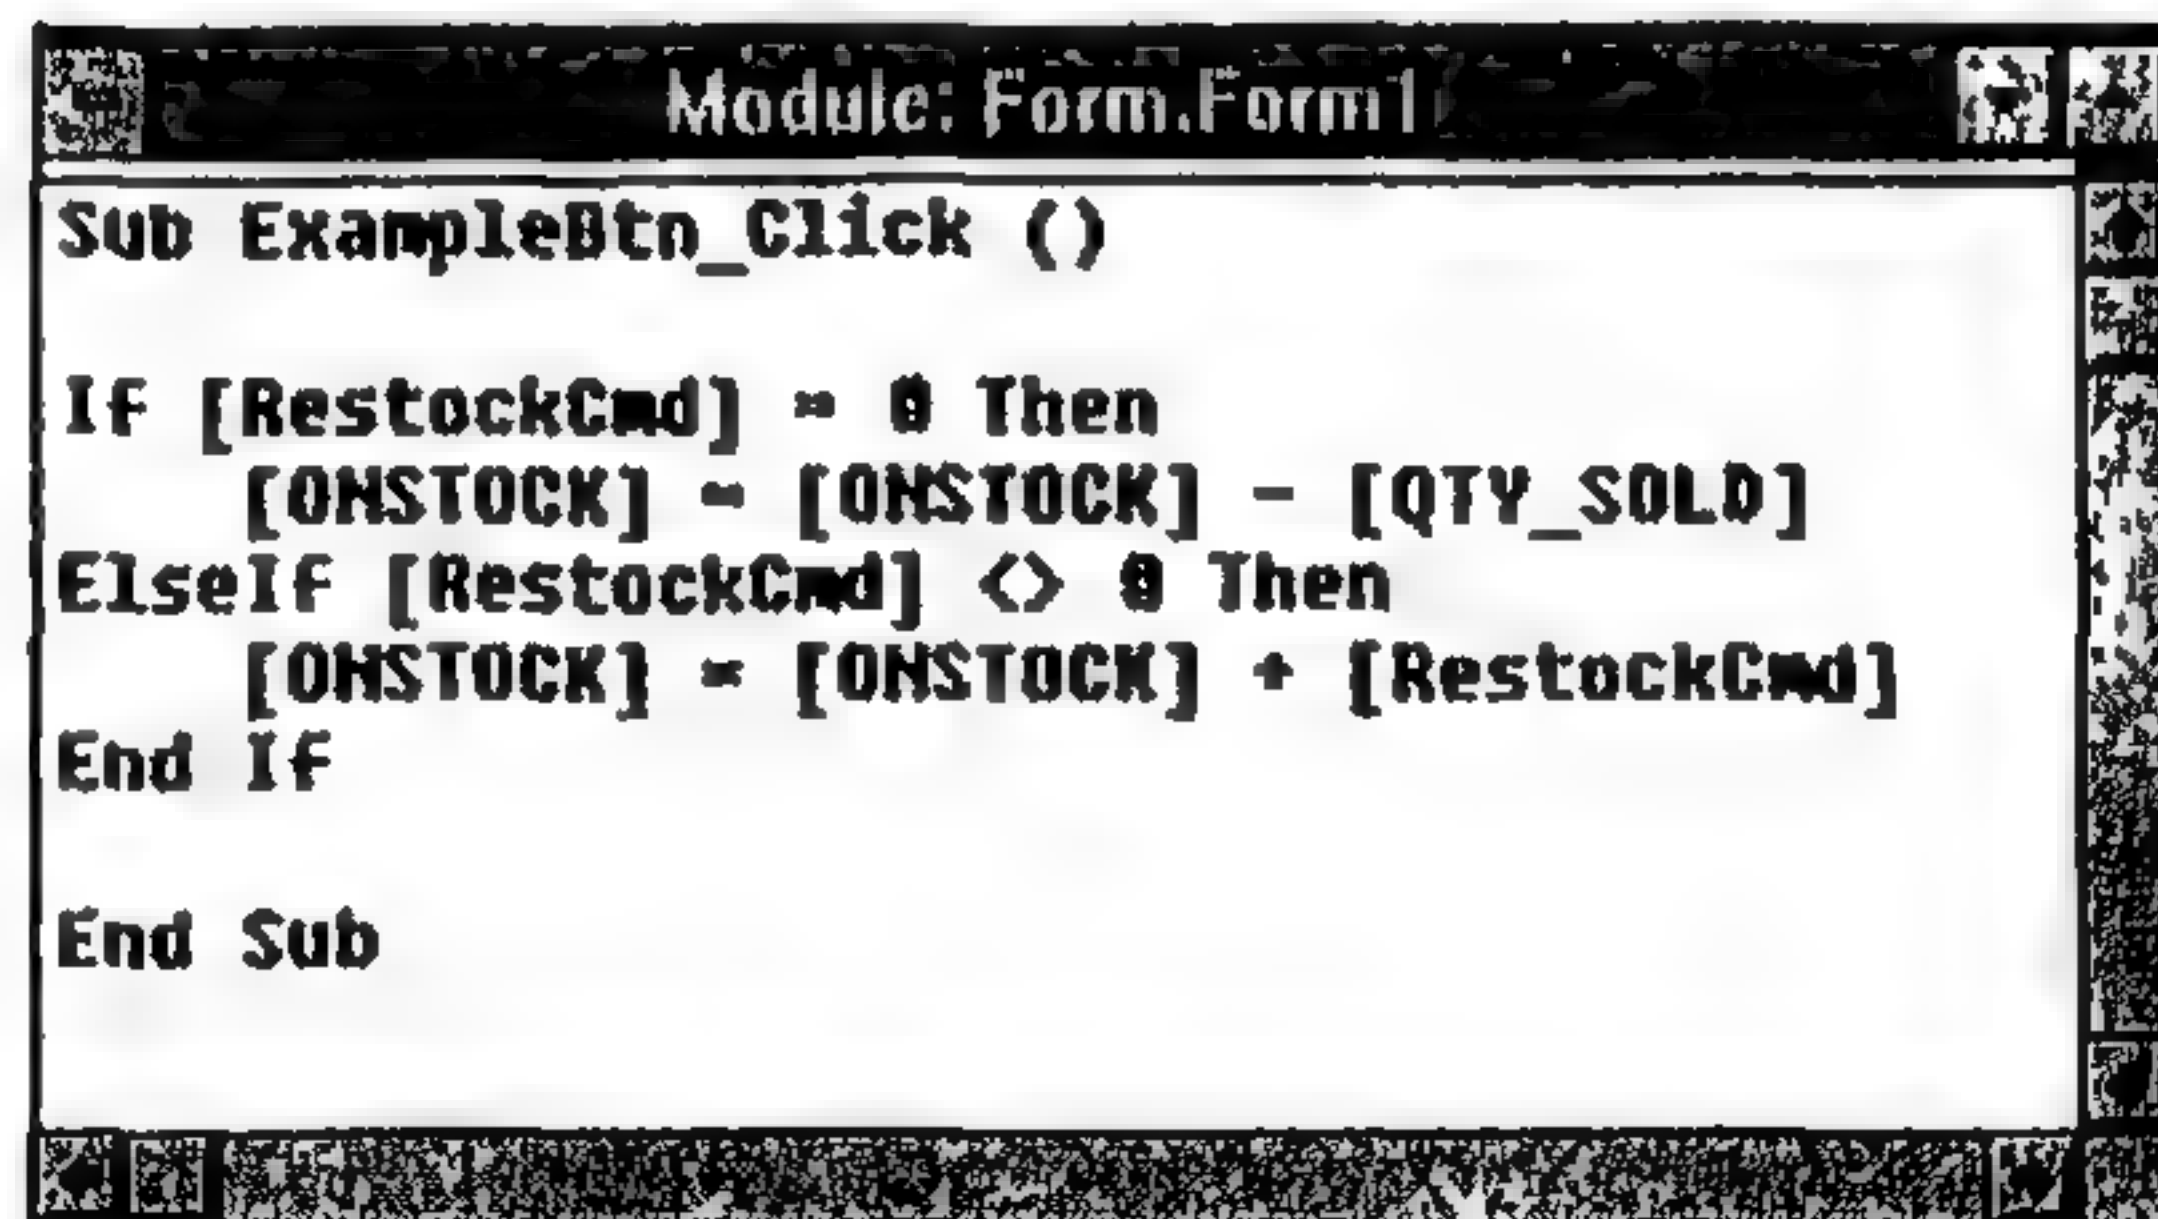 Module: Form.Form1
Sub ExampleBtn_Click ()
If [RestockCmd] = 0 Then
[ONSTOCK] = [ONSTOCK] - [QTY_SOLD]
ElseIf [RestockCmd] <> 0 Then
[ONSTOCK] = [ONSTOCK] + [RestockCmd]
End If
End Sub